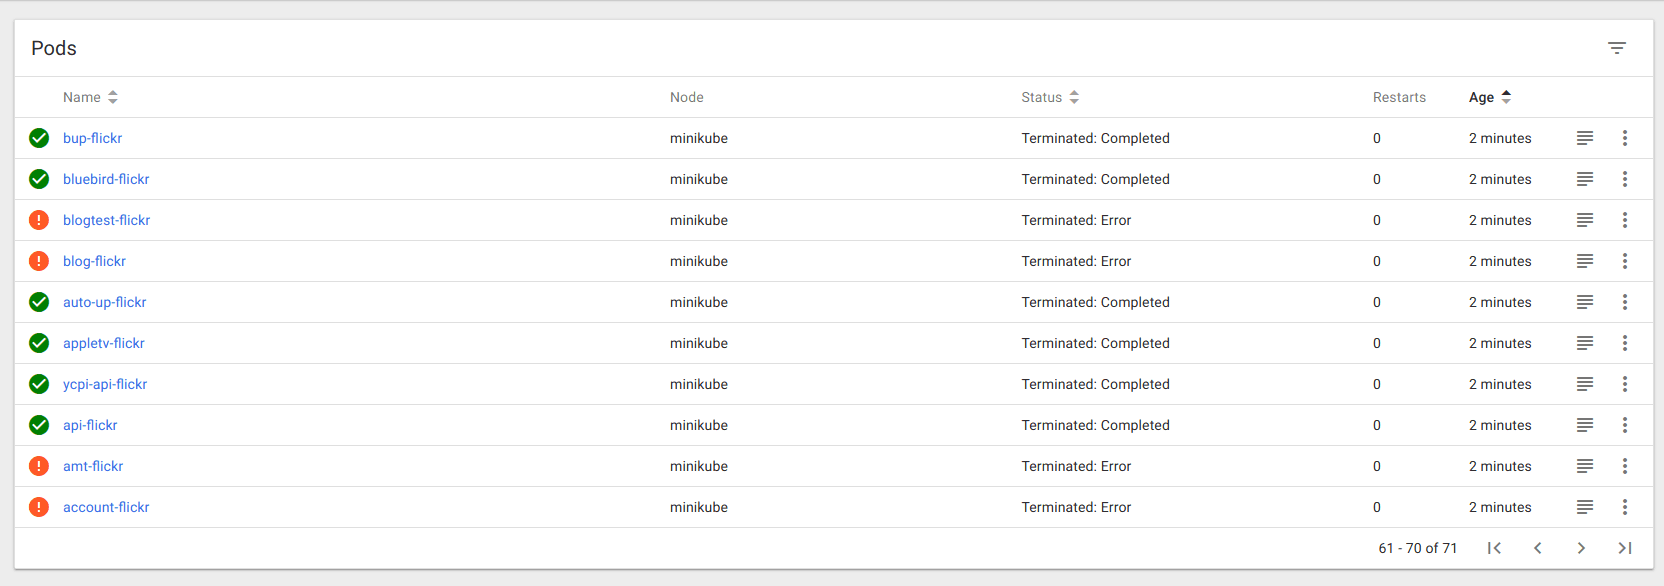 Pods
Name Node Status Restarts Age
bup-flickr minikube Terminated: Completed 0 2 minutes
bluebird-flickr minikube Terminated: Completed 0 2 minutes
blogtest-flickr minikube Terminated: Error 0 2 minutes
blog-flickr minikube Terminated: Error 0 2 minutes
auto-up-flickr minikube Terminated: Completed 0 2 minutes
appletv-flickr minikube Terminated: Completed 0 2 minutes
ycpi-api-flickr minikube Terminated: Completed 0 2 minutes
api-flickr minikube Terminated: Completed 0 2 minutes
amt-flickr minikube Terminated: Error 0 2 minutes
account-flickr minikube Terminated: Error 0 2 minutes
61 - 70 of 71